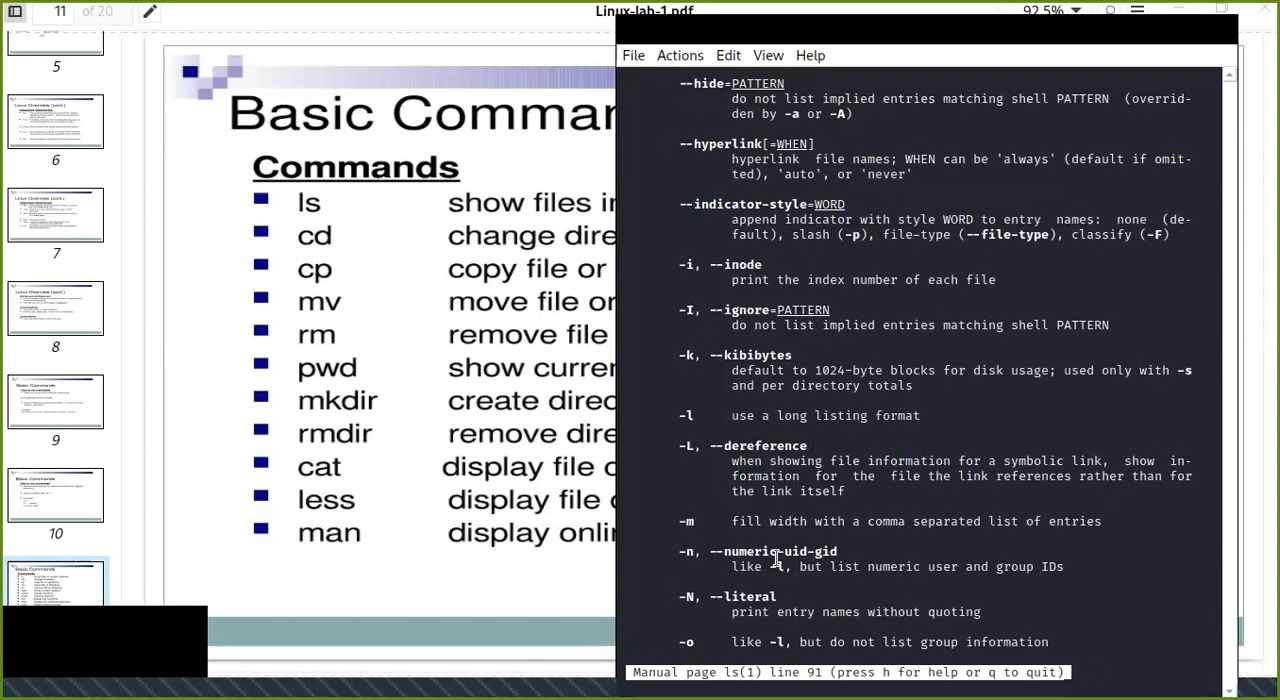 11 of 20
Linux-lab-1.pdf
92.5%
5
6
7
8
9
10
Basic Comman
Commands
ls show files in
cd change dire
cp copy file or
mv move file or
rm remove file
pwd show curren
mkdir create direc
rmdir remove dire
cat display file c
less display file c
man display onlin
File Actions Edit View Help
--hide=PATTERN
do not list implied entries matching shell PATTERN (overrid-
den by -a or -A)
--hyperlink[=WHEN]
hyperlink file names; WHEN can be 'always' (default if omit-
ted), 'auto', or 'never'
--indicator-style=WORD
append indicator with style WORD to entry names: none (de-
fault), slash (-p), file-type (--file-type), classify (-F)
-i, --inode
print the index number of each file
-I, --ignore=PATTERN
do not list implied entries matching shell PATTERN
-k, --kibibytes
default to 1024-byte blocks for disk usage; used only with -s
and per directory totals
-l use a long listing format
-L, --dereference
when showing file information for a symbolic link, show in-
formation for the file the link references rather than for
the link itself
-m fill width with a comma separated list of entries
-n, --numeric-uid-gid
like -l, but list numeric user and group IDs
-N, --literal
print entry names without quoting
-o like -l, but do not list group information
Manual page ls(1) line 91 (press h for help or q to quit)